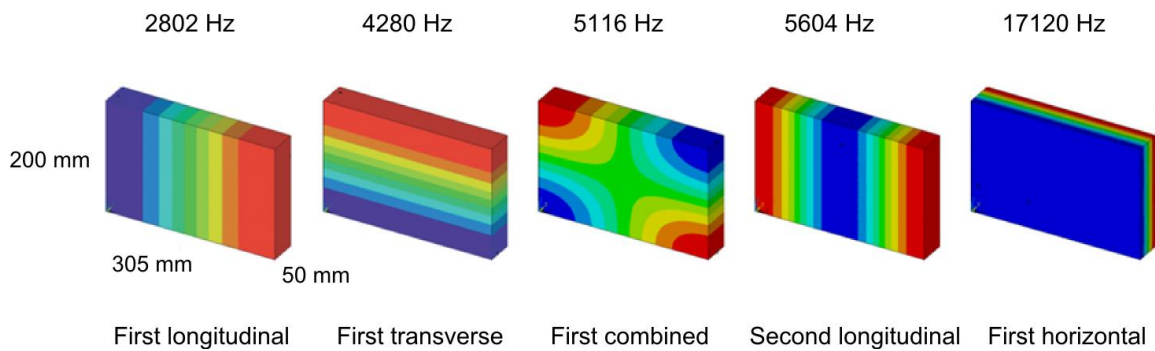 2802 Hz
4280 Hz
5116 Hz
5604 Hz
17120 Hz
200 mm
305 mm
50 mm
First longitudinal
First transverse
First combined
Second longitudinal
First horizontal